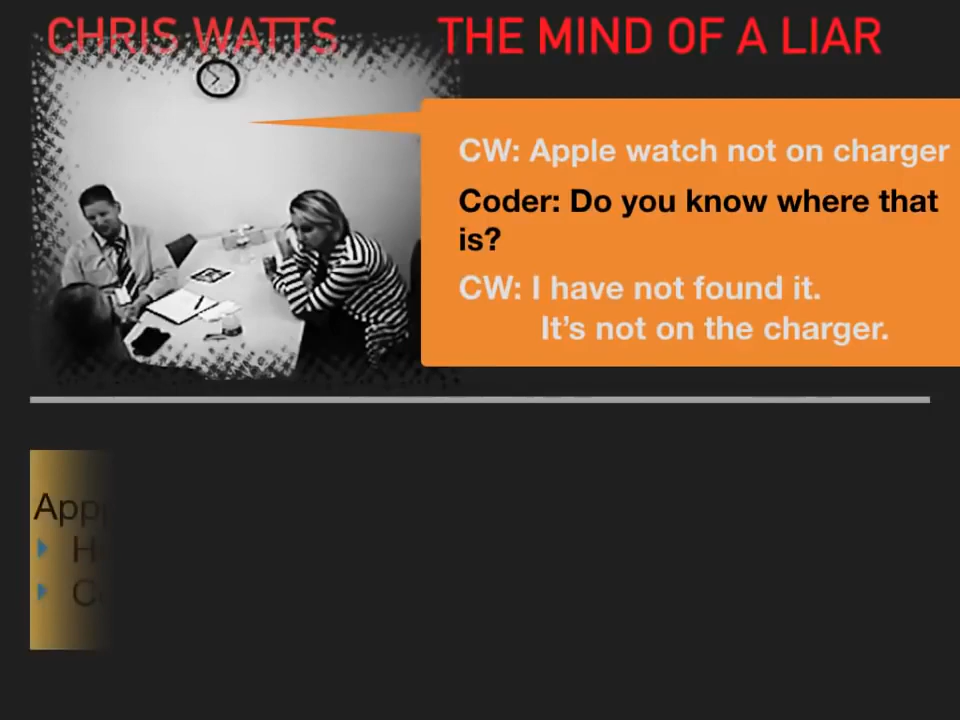 CHRIS WATTS THE MIND OF A LIAR
CW: Apple watch not on charger
Coder: Do you know where that
is?
CW: I have not found it.
It's not on the charger.